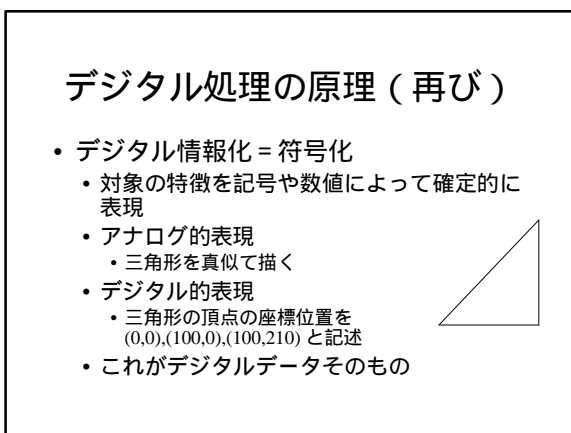 デジタル処理の原理(再び)
• デジタル情報化 = 符号化
• 対象の特徴を記号や数値によって確定的に
表現
• アナログ的表現
• 三角形を真似て描く
• デジタル的表現
• 三角形の頂点の座標位置を
(0,0),(100,0),(100,210) と記述
• これがデジタルデータそのもの